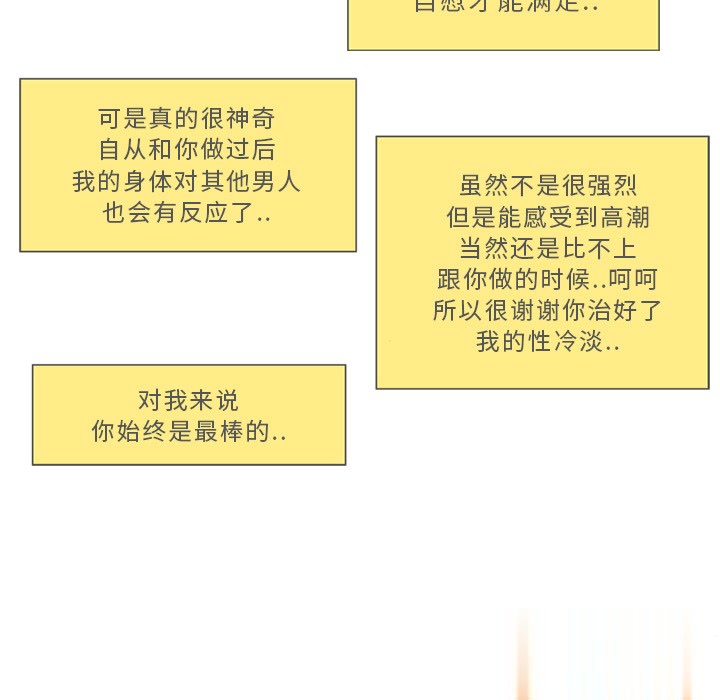 自慰才能满足..
可是真的很神奇
自从和你做过后
我的身体对其他男人
也会有反应了..
虽然不是很强烈
但是能感受到高潮
当然还是比不上
跟你做的时候..呵呵
所以很谢谢你治好了
我的性冷淡..
对我来说
你始终是最棒的..